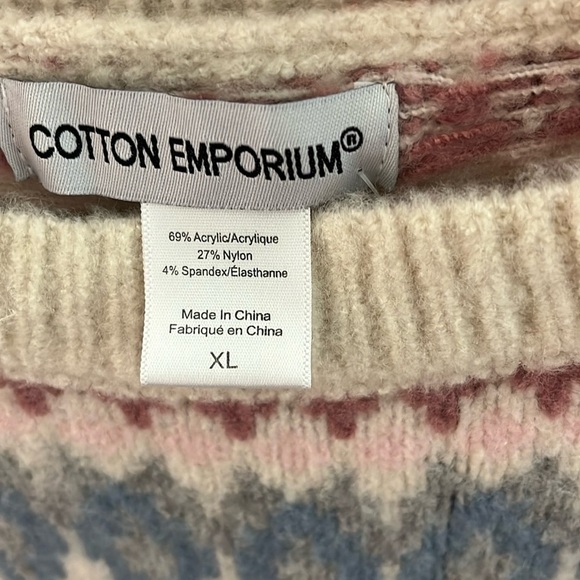 COTTON EMPORIUM®
69% Acrylic/Acrylique
27% Nylon
4% Spandex/Élasthanne
Made In China
Fabriqué en China
XL